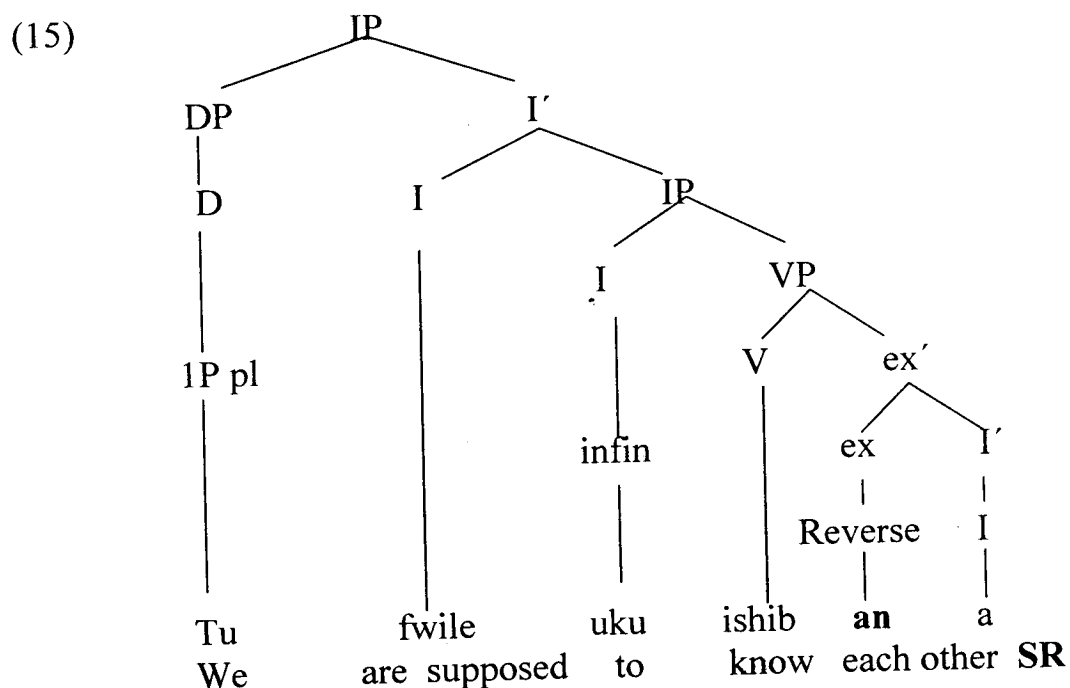 (15) IP
DP I′
D I IP
I VP
1P pl V ex′
infin ex I′
Reverse I
Tu fwile uku ishib an a
We are supposed to know each other SR